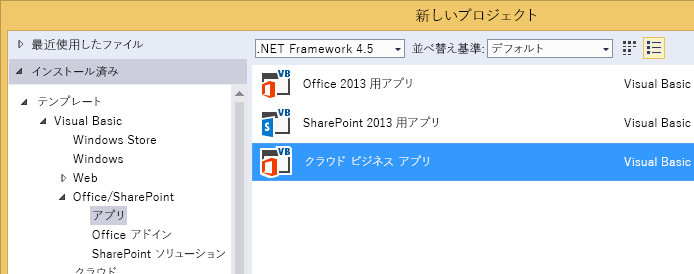 新しいプロジェクト
最近使用したファイル
インストール済み
テンプレート
Visual Basic
Windows Store
Windows
Web
Office/SharePoint
アプリ
Office アドイン
SharePoint ソリューション
クラウド
.NET Framework 4.5 並べ替え基準: デフォルト
VB Office 2013 用アプリ Visual Basic
VB SharePoint 2013 用アプリ Visual Basic
VB クラウド ビジネス アプリ Visual Basic